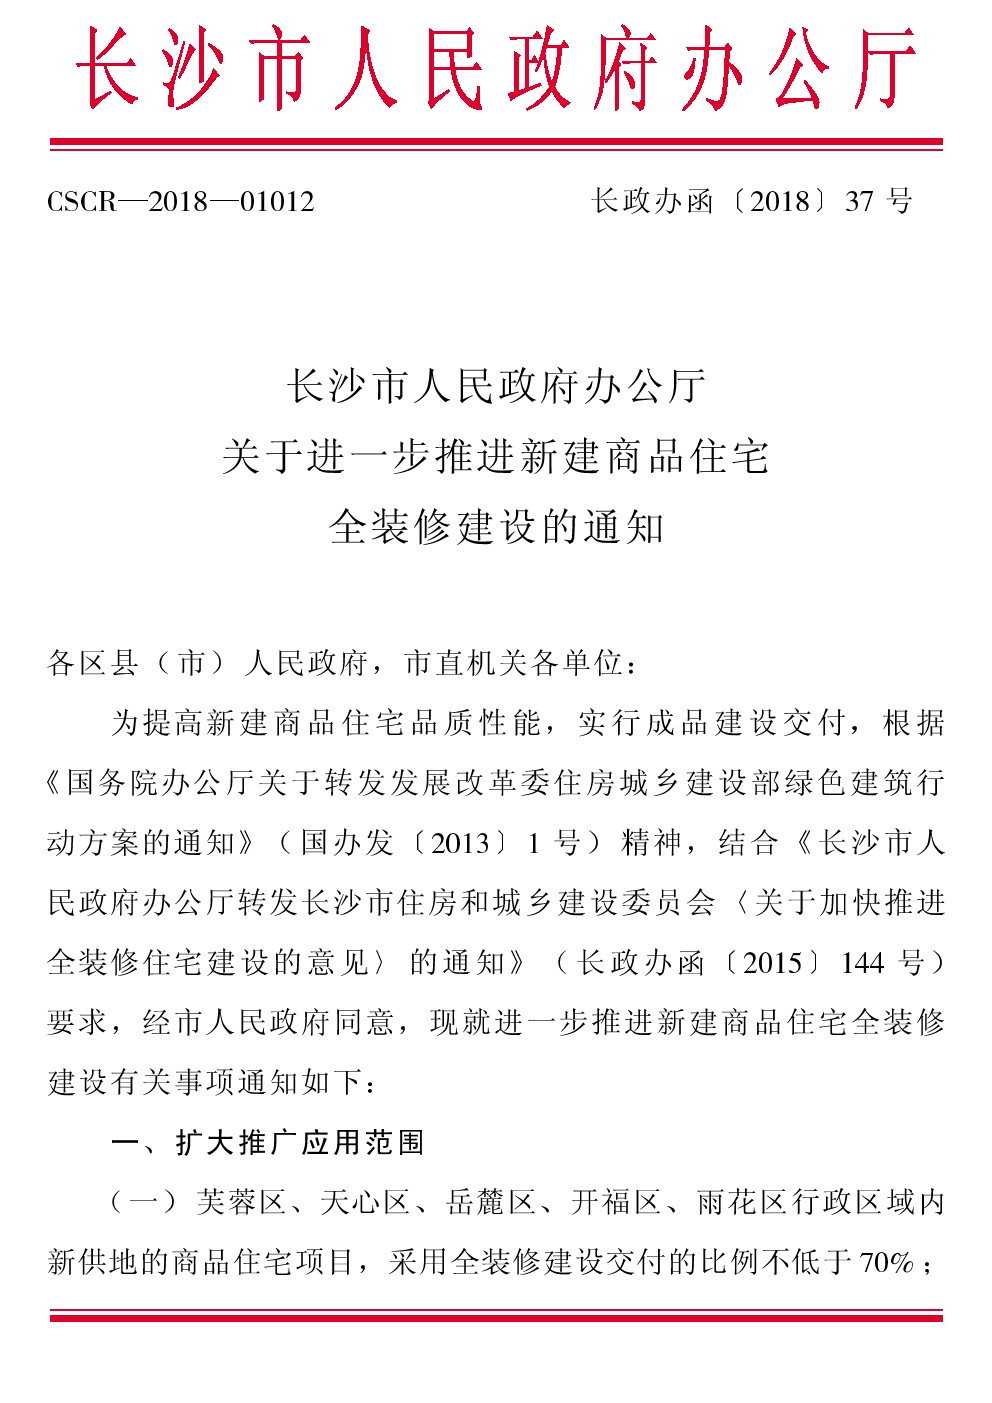 长沙市人民政府办公厅
CSCR—2018—01012 长政办函〔2018〕37 号
长沙市人民政府办公厅
关于进一步推进新建商品住宅
全装修建设的通知
各区县（市）人民政府，市直机关各单位：
为提高新建商品住宅品质性能，实行成品建设交付，根据
《国务院办公厅关于转发发展改革委住房城乡建设部绿色建筑行
动方案的通知》（国办发〔2013〕1 号）精神，结合《长沙市人
民政府办公厅转发长沙市住房和城乡建设委员会〈关于加快推进
全装修住宅建设的意见〉的通知》（长政办函〔2015〕144 号）
要求，经市人民政府同意，现就进一步推进新建商品住宅全装修
建设有关事项通知如下：
一、扩大推广应用范围
（一）芙蓉区、天心区、岳麓区、开福区、雨花区行政区域内
新供地的商品住宅项目，采用全装修建设交付的比例不低于 70%；